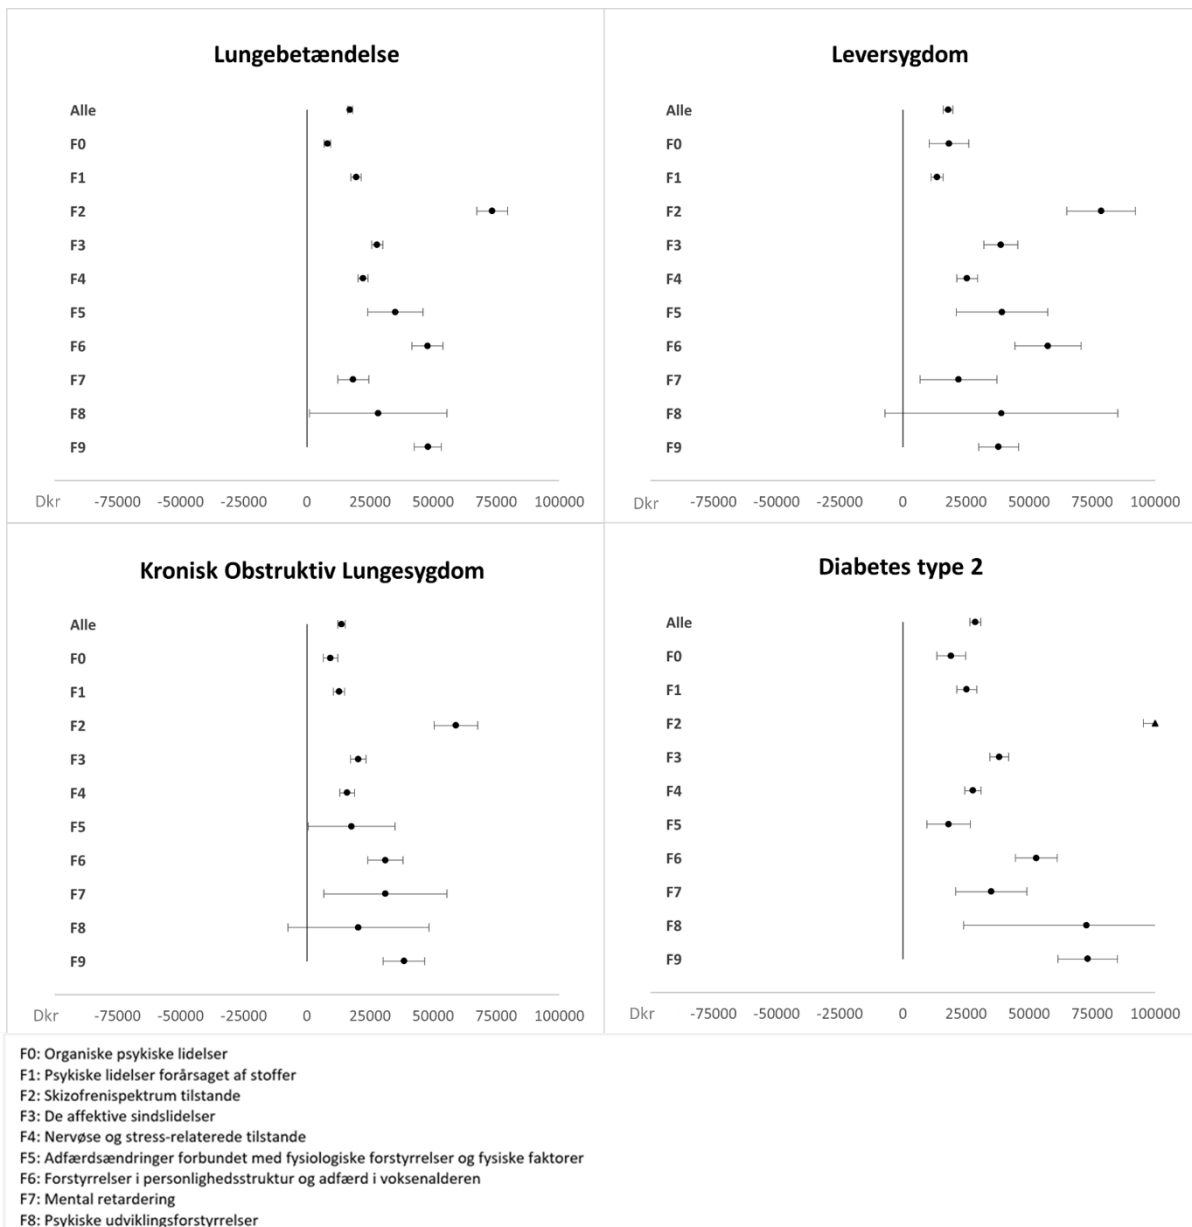 Lungebetændelse
Alle
F0
F1
F2
F3
F4
F5
F6
F7
F8
F9
Dkr -75000 -50000 -25000 0 25000 50000 75000 100000
Leversygdom
Alle
F0
F1
F2
F3
F4
F5
F6
F7
F8
F9
Dkr -75000 -50000 -25000 0 25000 50000 75000 100000
Kronisk Obstruktiv Lungesygdom
Alle
F0
F1
F2
F3
F4
F5
F6
F7
F8
F9
Dkr -75000 -50000 -25000 0 25000 50000 75000 100000
Diabetes type 2
Alle
F0
F1
F2
F3
F4
F5
F6
F7
F8
F9
Dkr -75000 -50000 -25000 0 25000 50000 75000 100000
F0: Organiske psykiske lidelser
F1: Psykiske lidelser forårsaget af stoffer
F2: Skizofrenispektrum tilstande
F3: De affektive sindslidelser
F4: Nervøse og stress-relaterede tilstande
F5: Adfærdsændringer forbundet med fysiologiske forstyrrelser og fysiske faktorer
F6: Forstyrrelser i personlighedsstruktur og adfærd i voksenalderen
F7: Mental retardering
F8: Psykiske udviklingsforstyrrelser